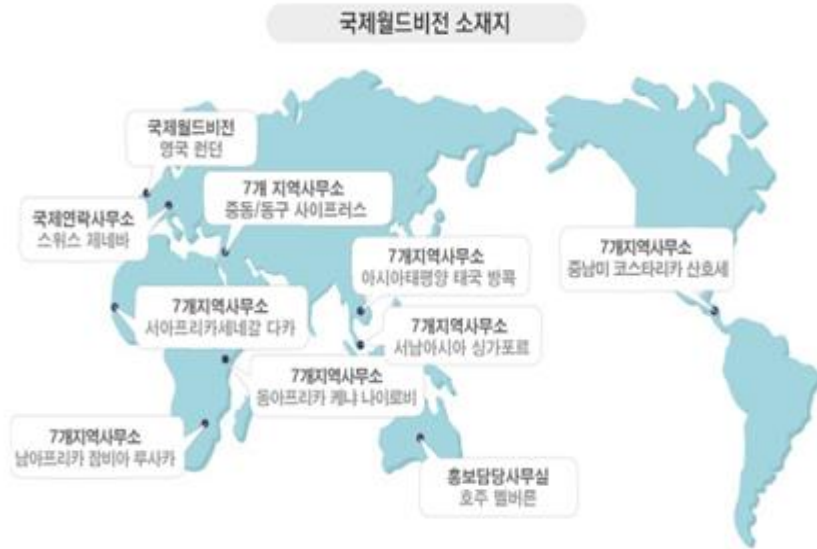 국제월드비전 소재지
국제월드비전
영국 런던
7개 지역사무소
중동/동구 사이프러스
국제연락사무소
스위스 제네바
7개지역사무소
아시아태평양 태국 방콕
7개지역사무소
중남미 코스타리카 산호세
7개지역사무소
서아프리카세네갈 다카
7개지역사무소
서남아시아 싱가포르
7개지역사무소
동아프리카 케냐 나이로비
7개지역사무소
남아프리카 잠비아 루사카
홍보담당사무실
호주 멜버른